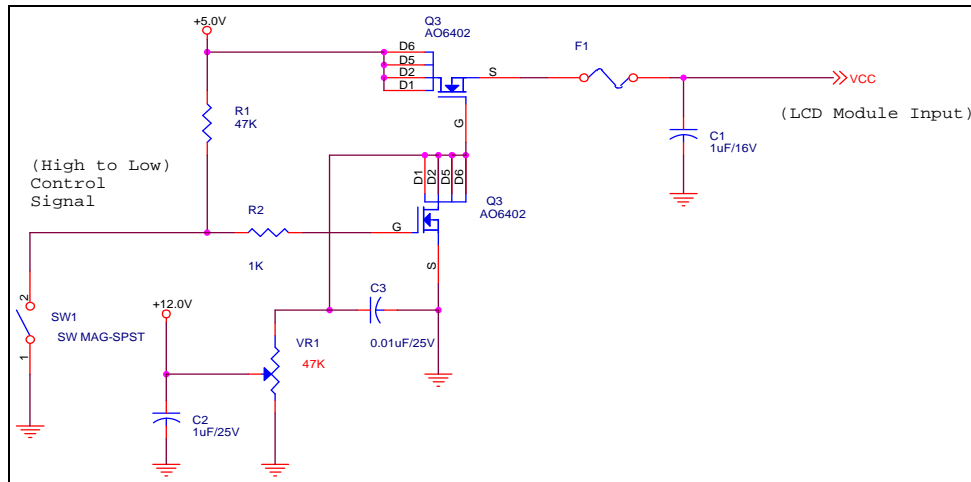 +5.0V
Q3
AO6402
D6
D5
D2
D1
S
G
F1
VCC
(LCD Module Input)
C1
1uF/16V
R1
47K
(High to Low)
Control
Signal
D1
D2
D5
D6
Q3
AO6402
R2
1K
G
S
2
SW1
SW MAG-SPST
1
+12.0V
C3
0.01uF/25V
VR1
47K
C2
1uF/25V